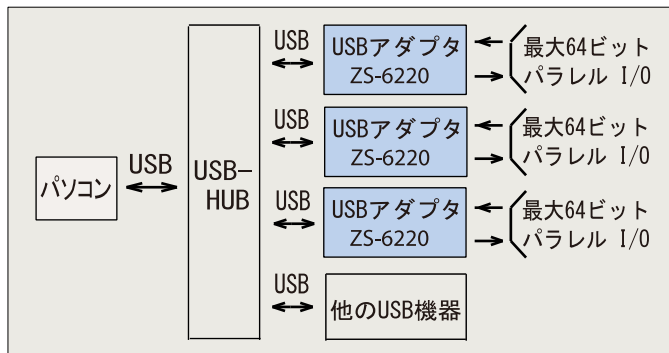 パソコン
USB
USB-
HUB
USB
USBアダプタ
ZS-6220
最大64ビット
パラレル I/O
USB
USBアダプタ
ZS-6220
最大64ビット
パラレル I/O
USB
USBアダプタ
ZS-6220
最大64ビット
パラレル I/O
USB
他のUSB機器